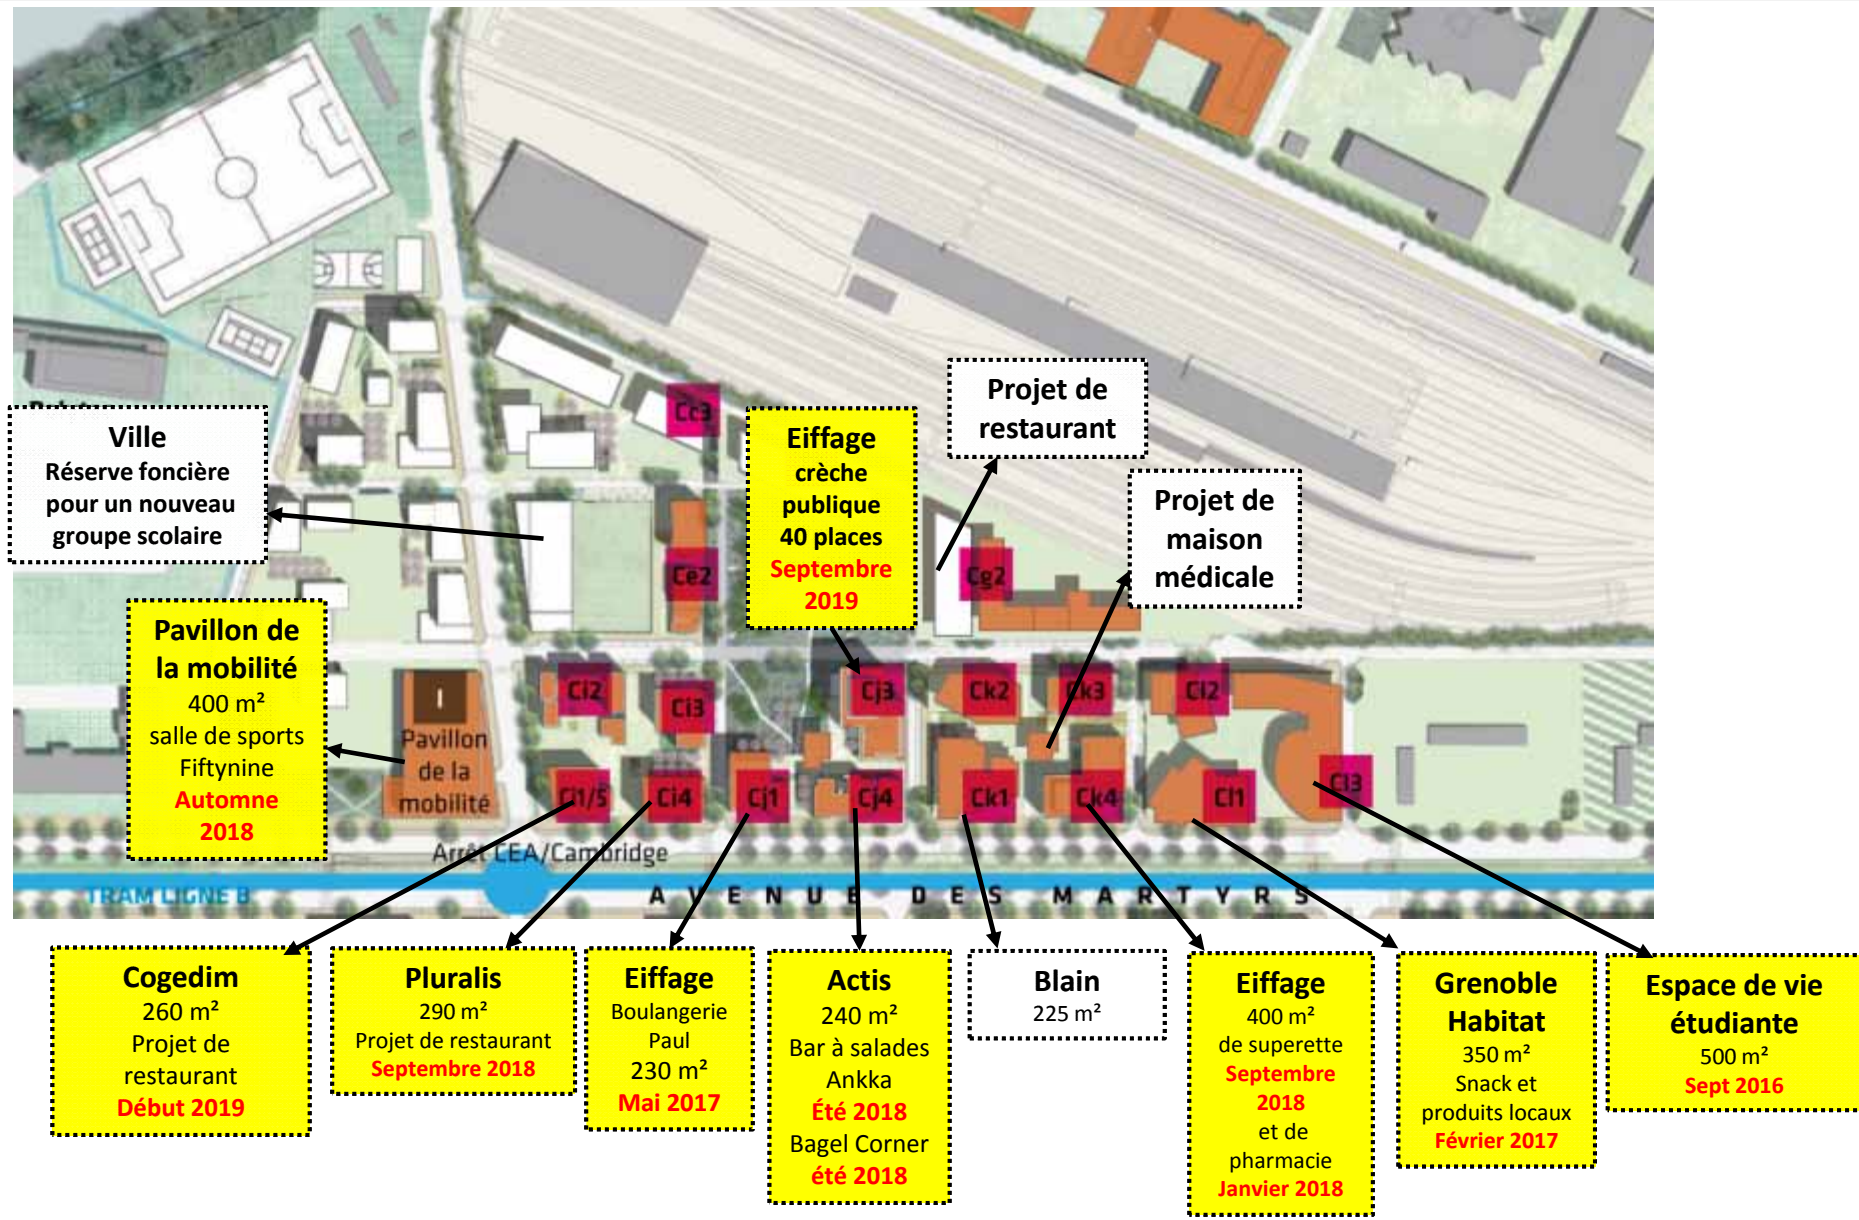 Cc3
Projet de
restaurant
Eiffage
crèche
publique
40 places
Septembre
2019
Ville
Réserve foncière
pour un nouveau
groupe scolaire
Projet de
maison
médicale
Ce2
Cg2
Pavillon de
la mobilité
400 m²
salle de sports
Fiftynine
Automne
2018
Ci2
Ci3
Cj3
Ck2
Ck3
Cl2
I
Pavillon
de la
mobilité
Ci1/5
Ci4
Cj1
Cj4
Ck1
Ck4
Cl1
Cl3
Arrêt CEA/Cambridge
TRAM LIGNE B
AVENUE DES MARTYRS
Cogedim
260 m²
Projet de
restaurant
Début 2019
Pluralis
290 m²
Projet de restaurant
Septembre 2018
Eiffage
Boulangerie
Paul
230 m²
Mai 2017
Actis
240 m²
Bar à salades
Ankka
Été 2018
Bagel Corner
été 2018
Blain
225 m²
Eiffage
400 m²
de superette
Septembre
2018
et de
pharmacie
Janvier 2018
Grenoble
Habitat
350 m²
Snack et
produits locaux
Février 2017
Espace de vie
étudiante
500 m²
Sept 2016